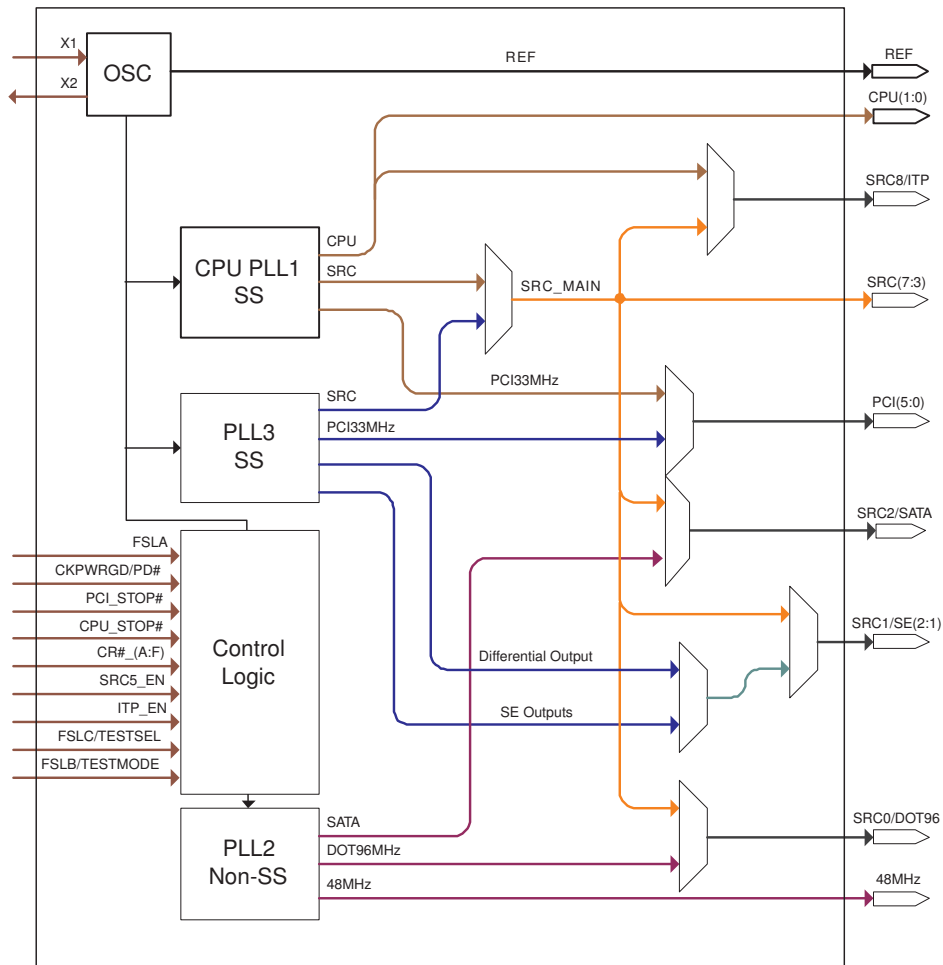 X1
X2
OSC
REF
REF
CPU(1:0)
SRC8/ITP
CPU PLL1
SS
CPU
SRC
SRC_MAIN
SRC(7:3)
PCI33MHz
PLL3
SS
SRC
PCI33MHz
PCI(5:0)
SRC2/SATA
FSLA
CKPWRGD/PD#
PCI_STOP#
CPU_STOP#
CR#_(A:F)
SRC5_EN
ITP_EN
FSLC/TESTSEL
FSLB/TESTMODE
Control
Logic
Differential Output
SE Outputs
SRC1/SE(2:1)
PLL2
Non-SS
SATA
DOT96MHz
48MHz
SRC0/DOT96
48MHz